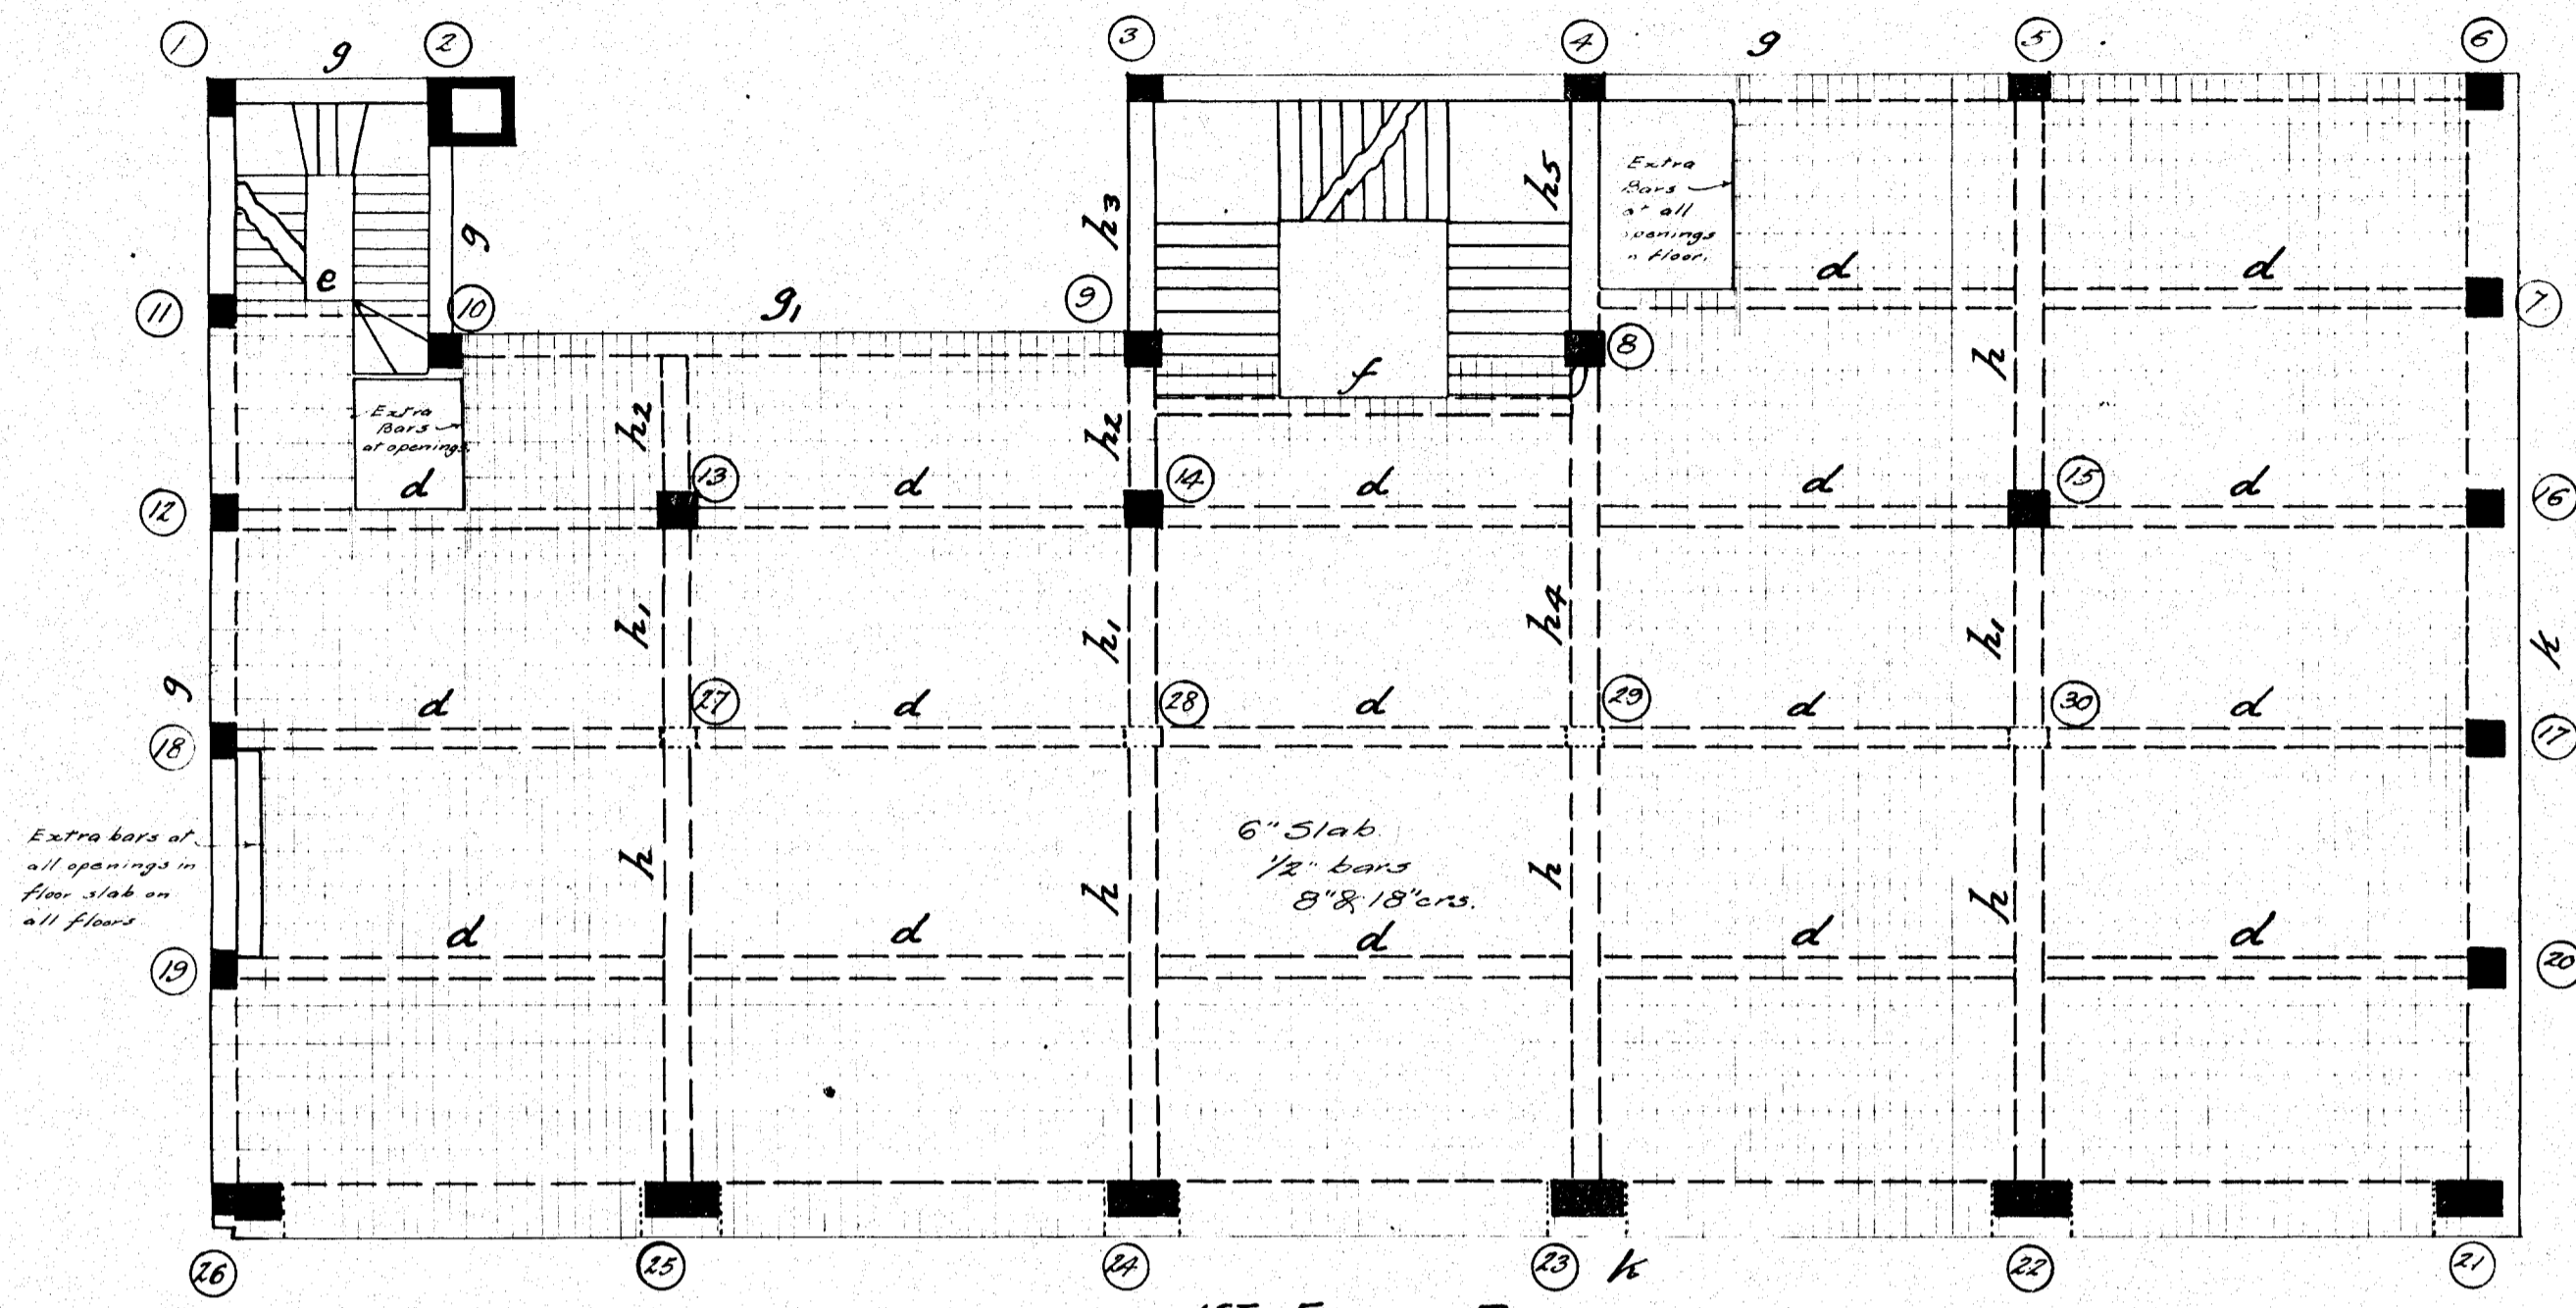 1 g 2 3 4 g 5 6
Extra
Bars
at all
openings
floor.
h3 h5
g
e
d d
11 10 g1 9 8 7
h
f
Extra
Bars
at openings.
h2 h2
13 14 15
12 d d d d d 16
h1 h1 h4 h1 k
g
27 28 29 30
d d d d d
18 17
6" Slab
1/2" bars
8" & 18" crs.
h h h h
Extra bars at
all openings in
floor slab on
all floors
d d d d d
19 20
26 25 24 23 k 22 21